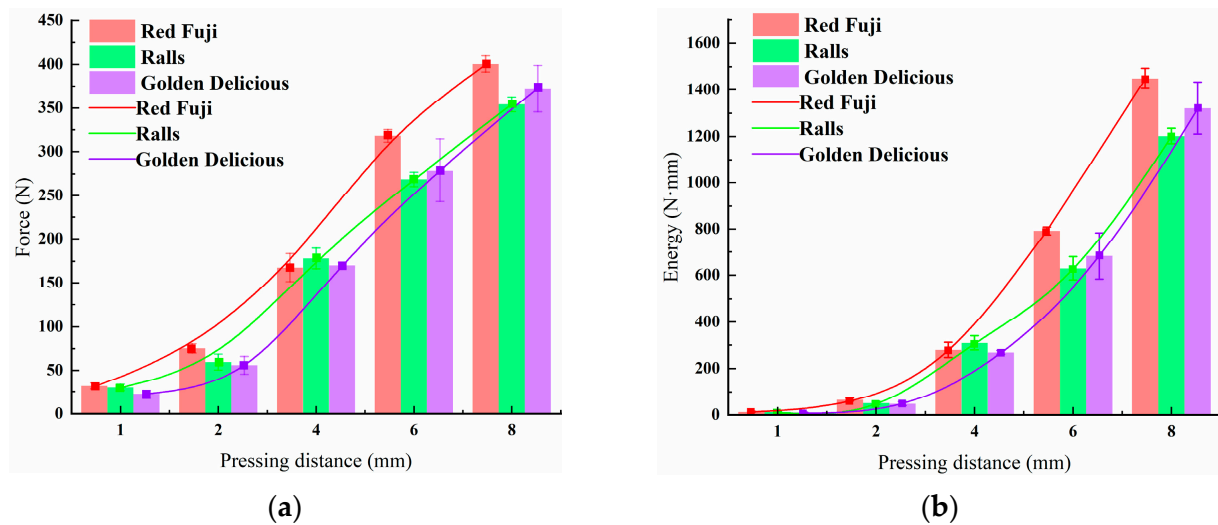 450
400
350
300
250
200
150
100
50
0
Force (N)
Red Fuji
Ralls
Golden Delicious
Red Fuji
Ralls
Golden Delicious
1 2 4 6 8
Pressing distance (mm)
(a)
1600
1400
1200
1000
800
600
400
200
0
Energy (N·mm)
Red Fuji
Ralls
Golden Delicious
Red Fuji
Ralls
Golden Delicious
1 2 4 6 8
Pressing distance (mm)
(b)